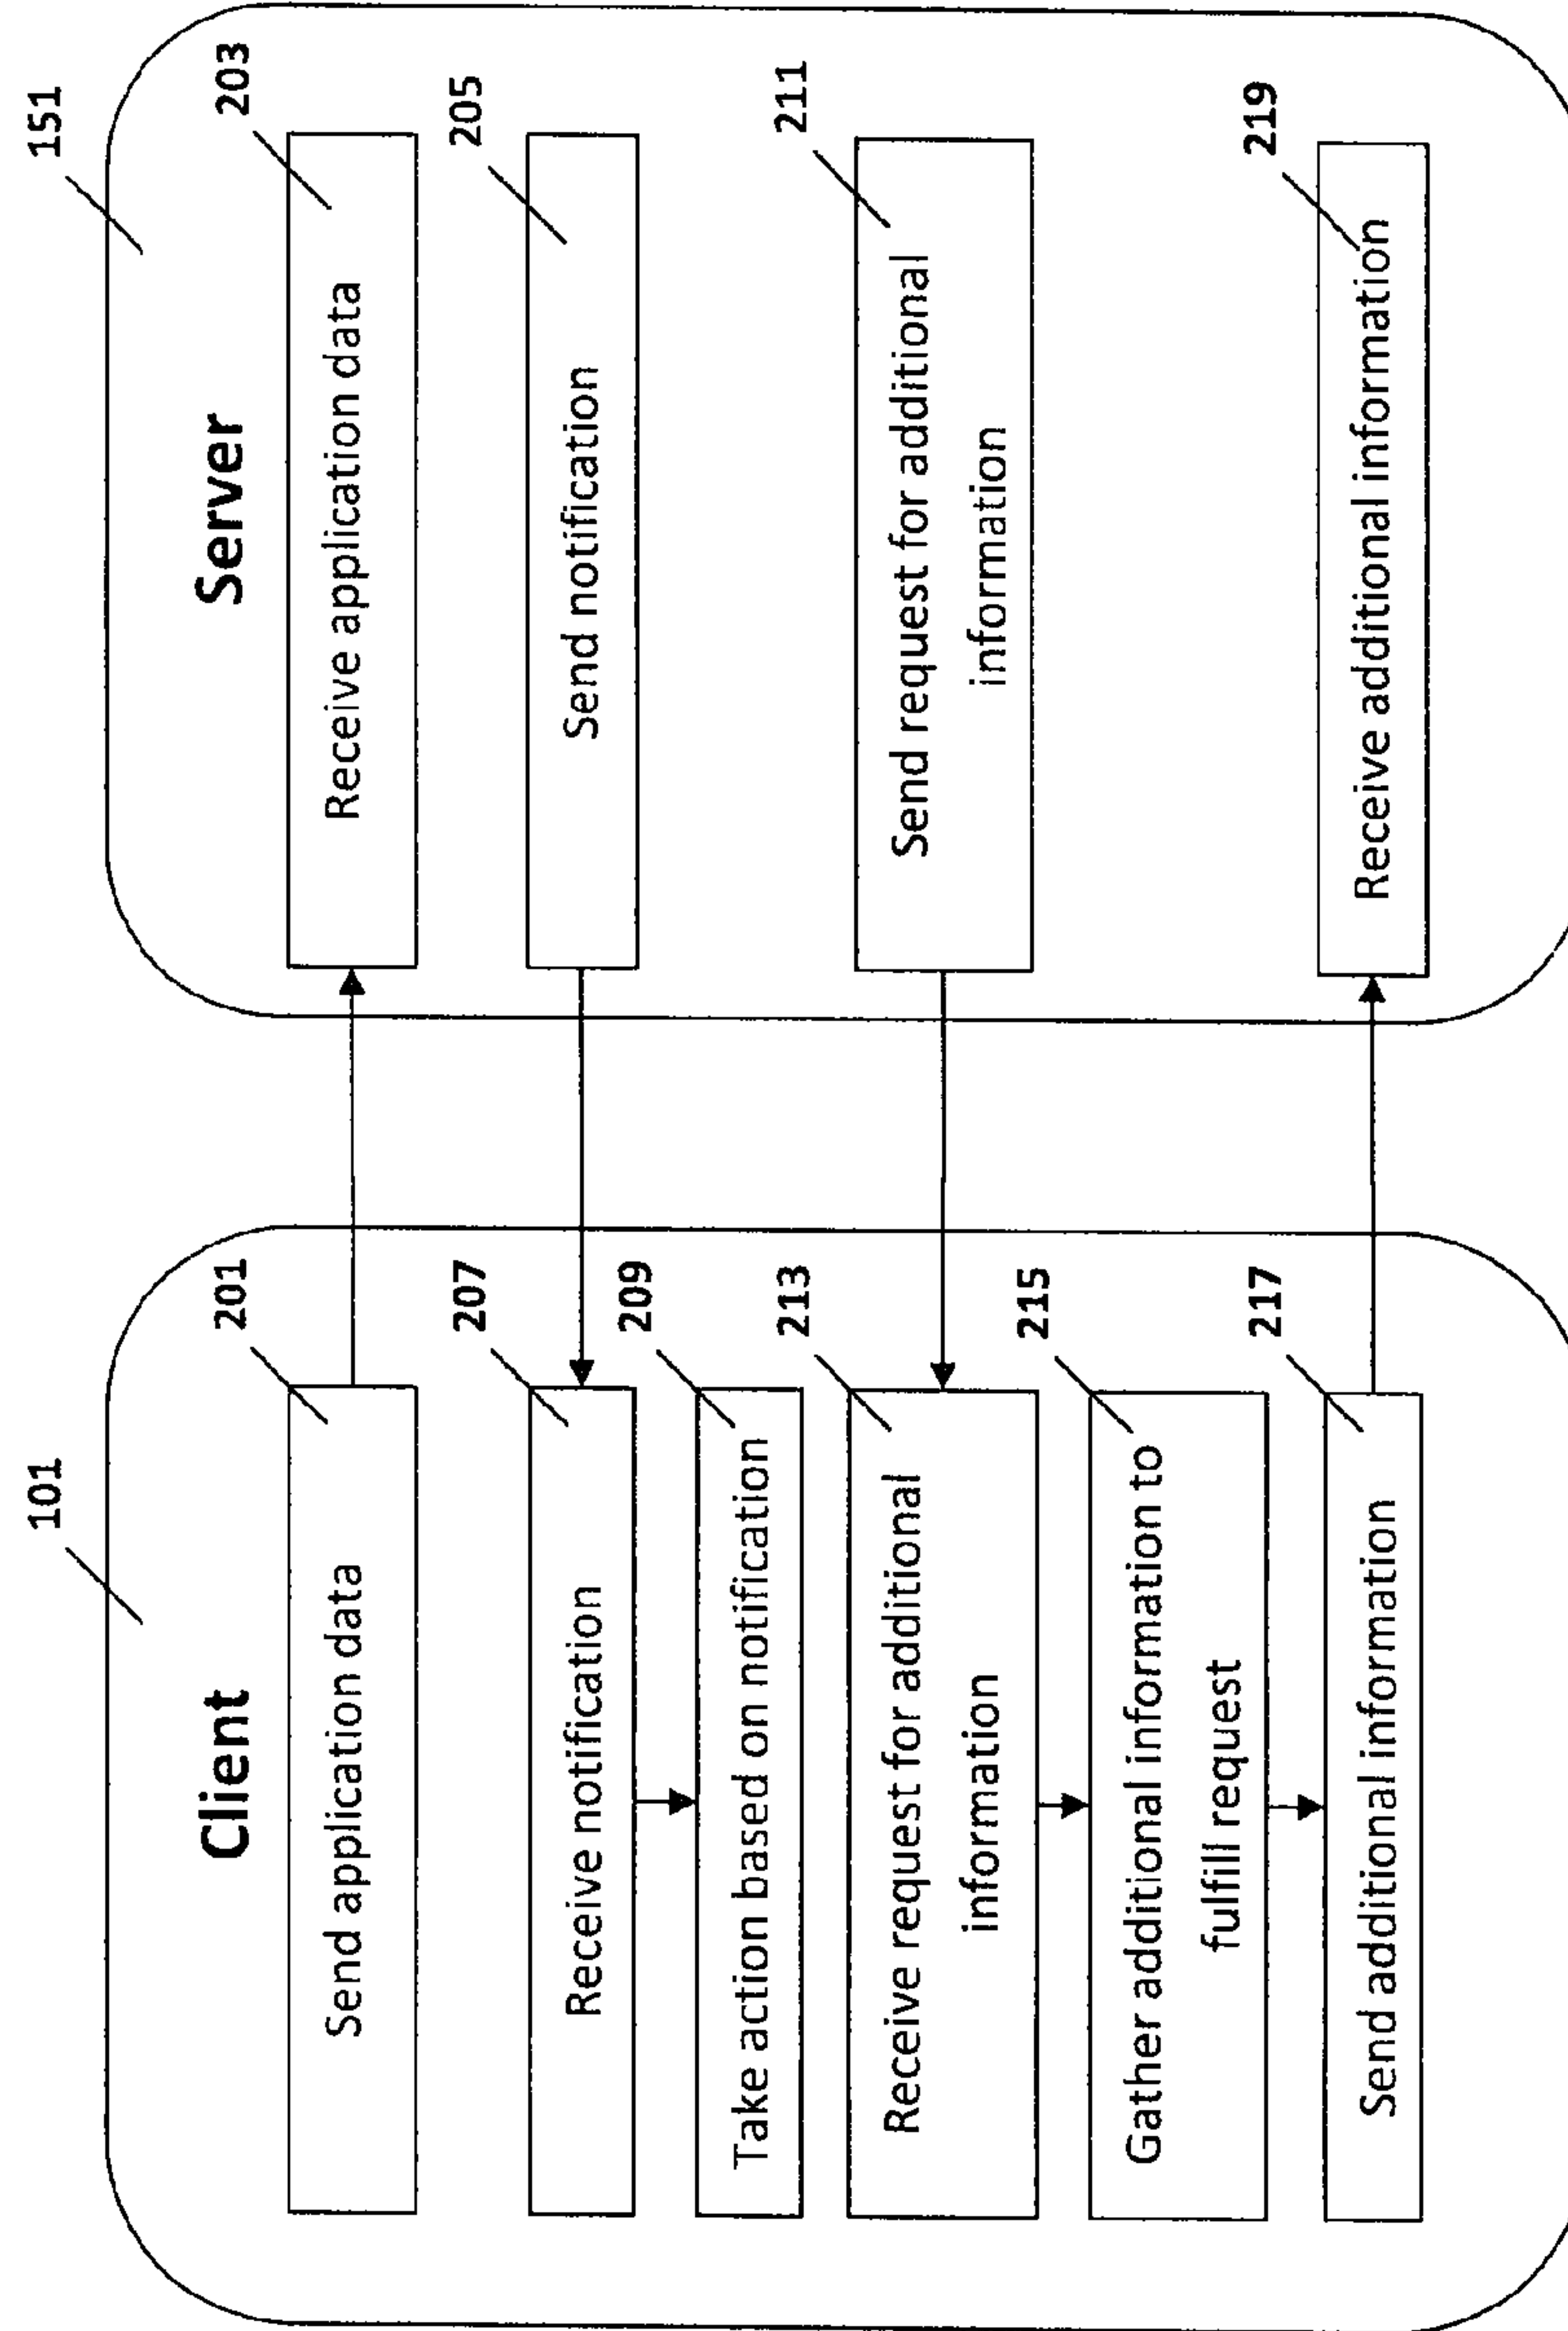 101
Client
201
Send application data
207
Receive notification
209
Take action based on notification
213
Receive request for additional
information
215
Gather additional information to
fulfill request
217
Send additional information
151
Server
203
Receive application data
205
Send notification
211
Send request for additional
information
219
Receive additional information